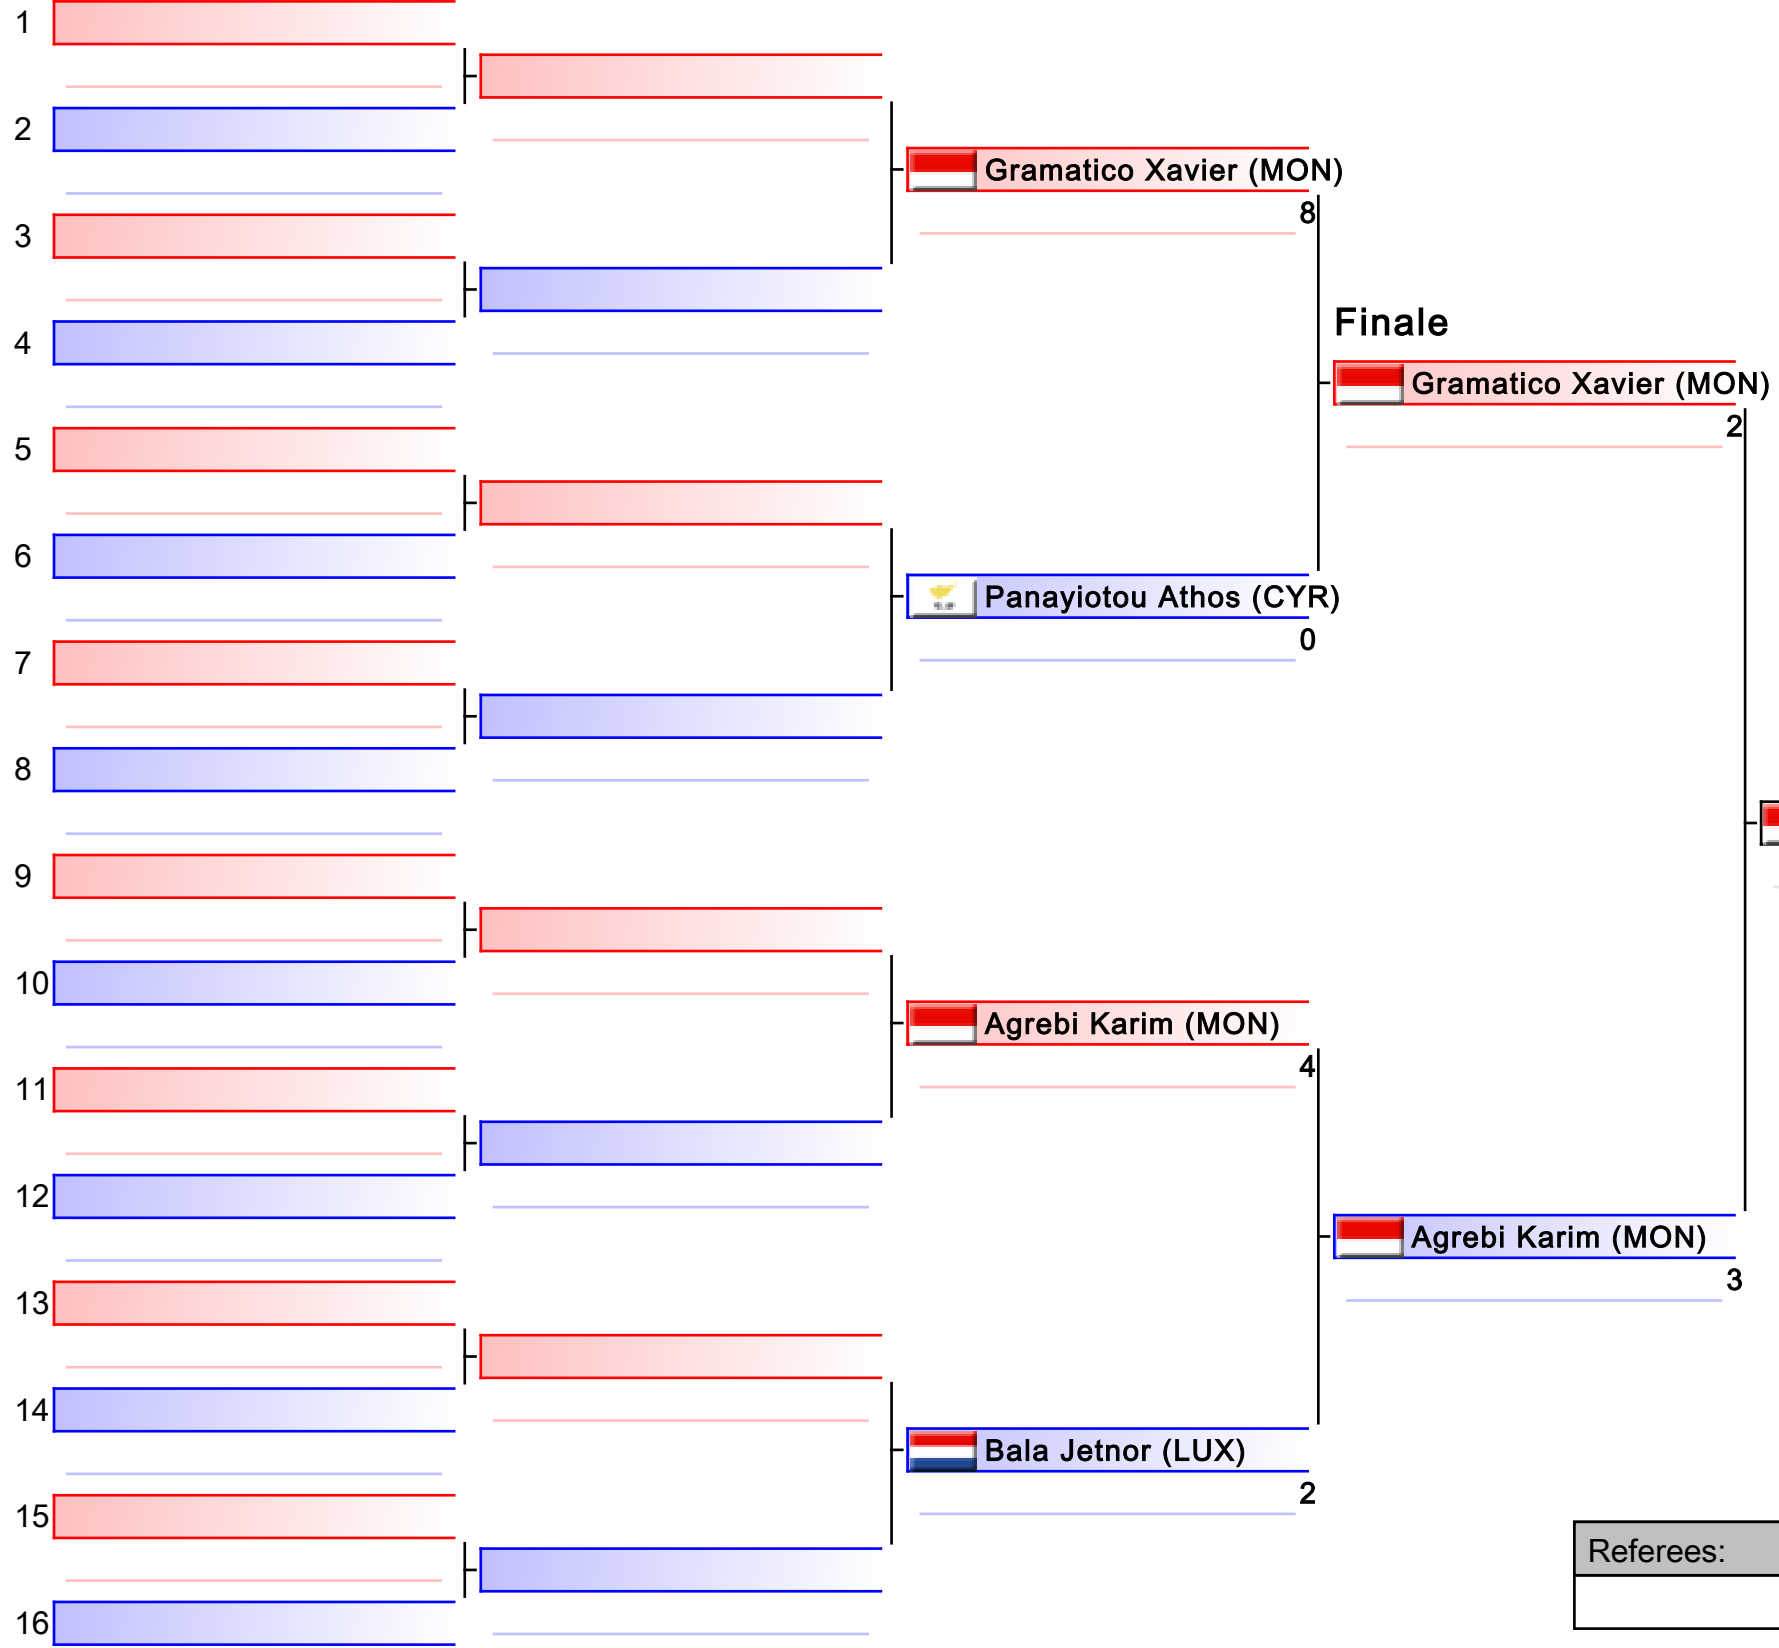 1
2
Gramatico Xavier (MON)
8
3
Finale
4
Gramatico Xavier (MON)
2
5
6
Panayiotou Athos (CYR)
0
7
8
9
10
Agrebi Karim (MON)
4
11
12
Agrebi Karim (MON)
3
13
14
Bala Jetnor (LUX)
2
15
Referees:
16